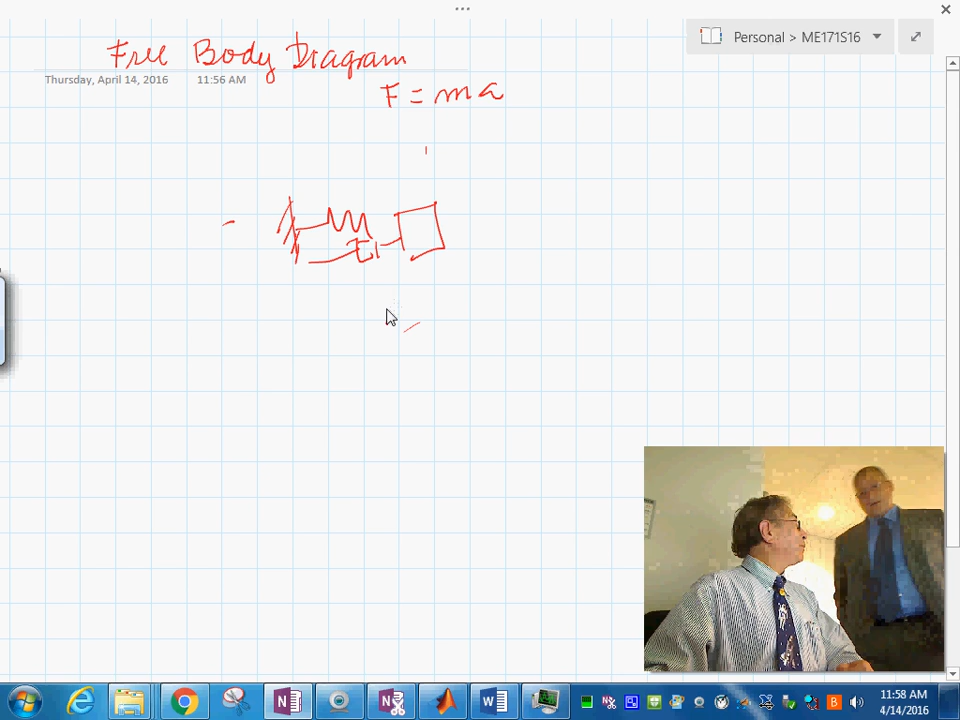 Personal > ME171S16
Free Body Diagram
Thursday, April 14, 2016 11:56 AM
F = ma
11:58 AM
4/14/2016